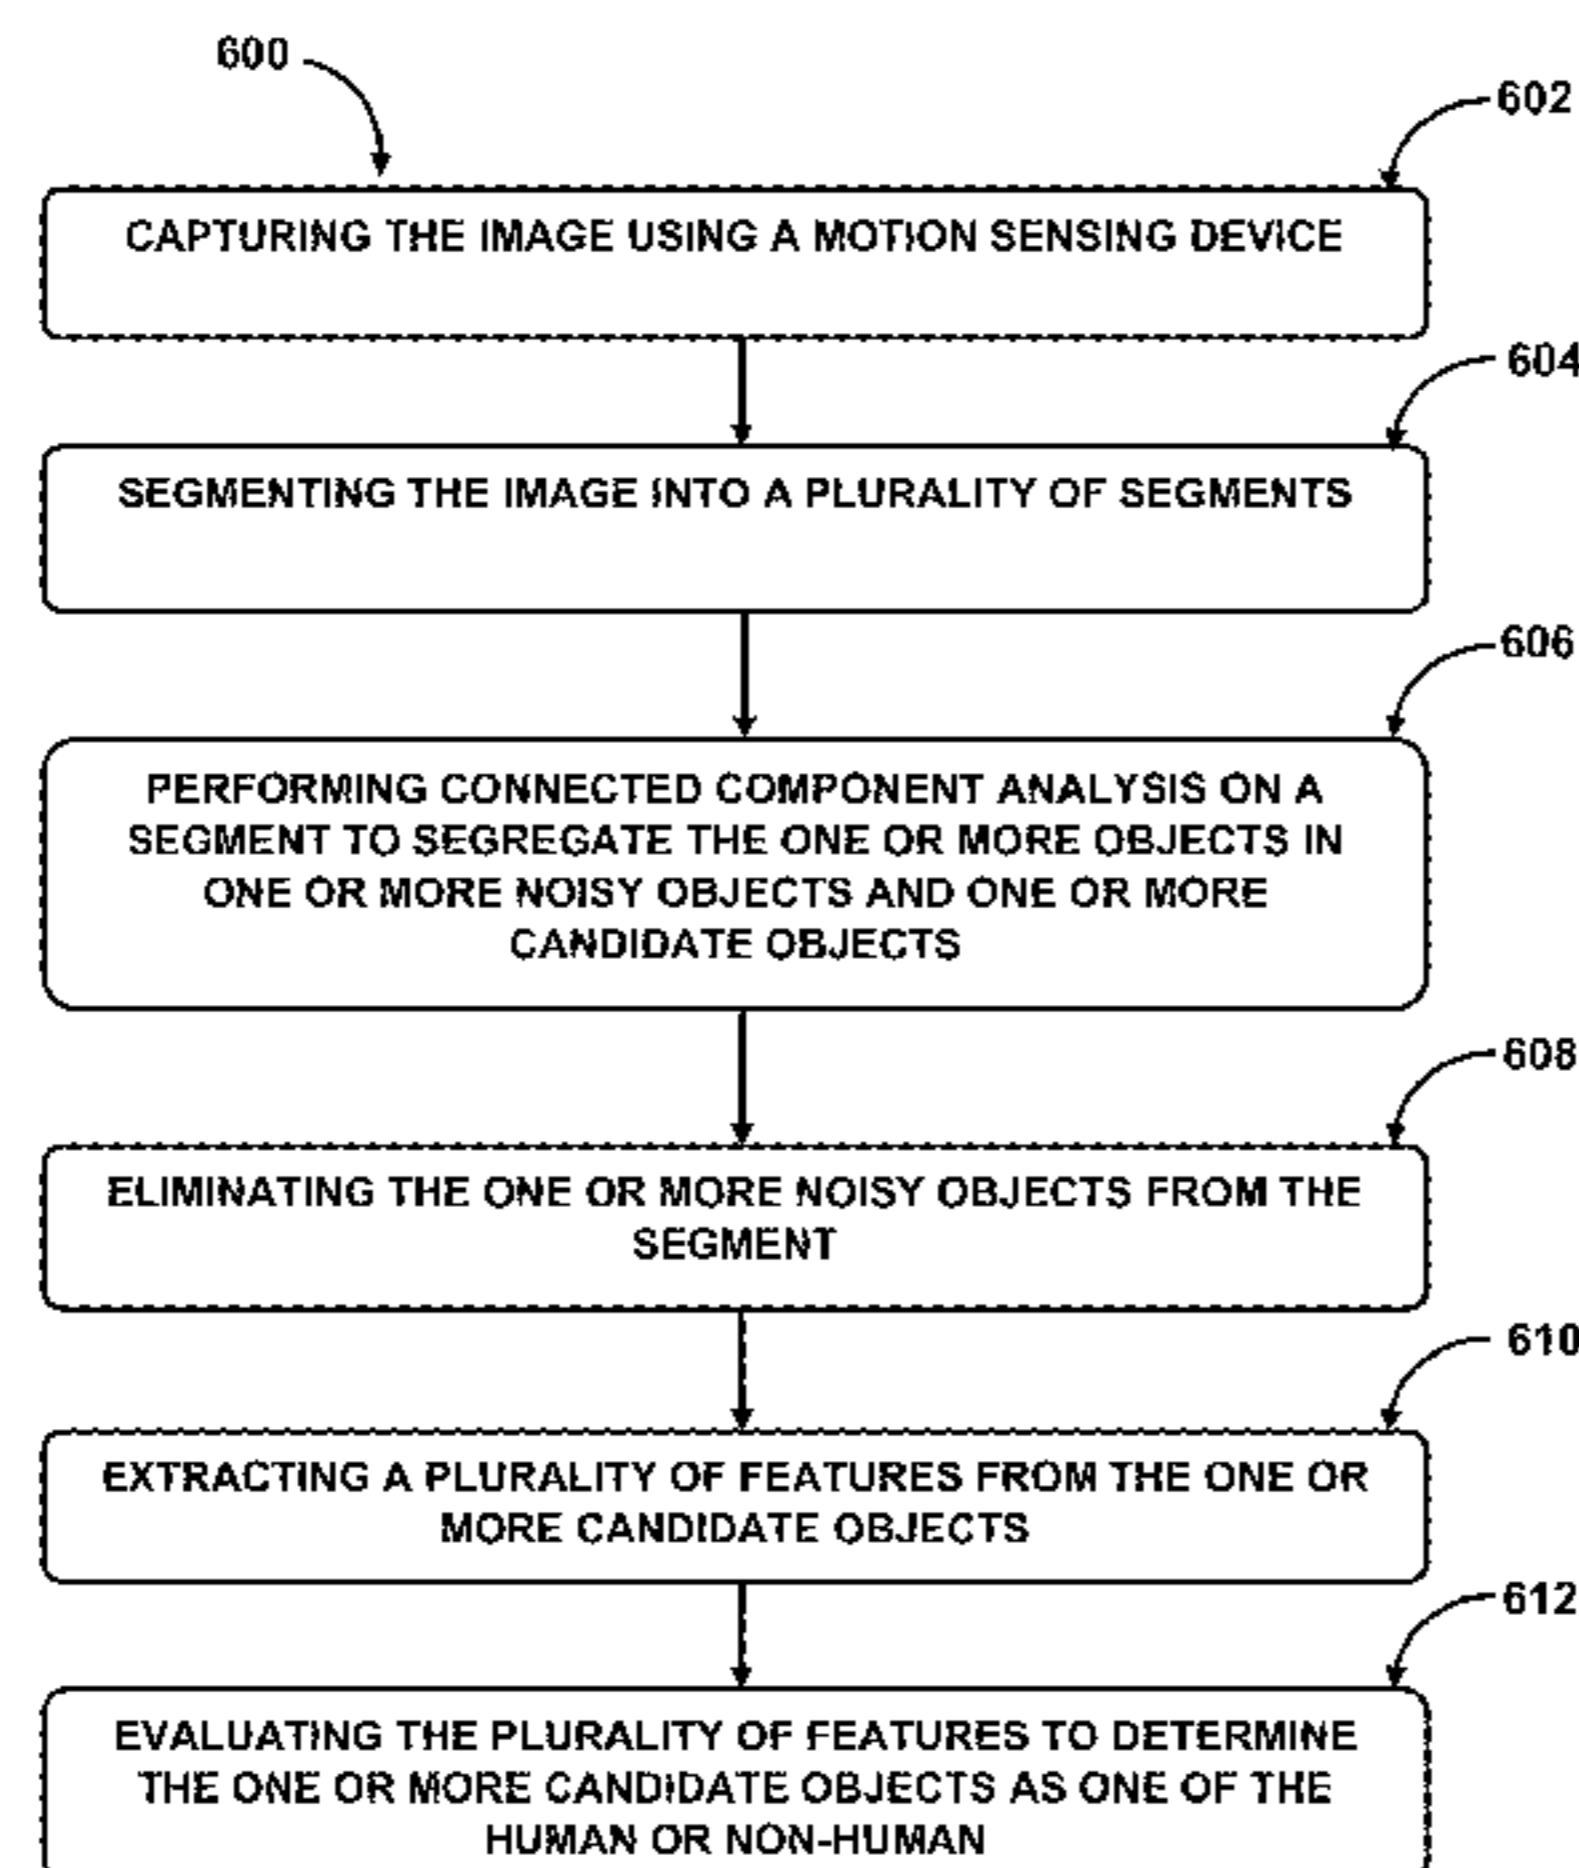 600
602
CAPTURING THE IMAGE USING A MOTION SENSING DEVICE
604
SEGMENTING THE IMAGE INTO A PLURALITY OF SEGMENTS
606
PERFORMING CONNECTED COMPONENT ANALYSIS ON A
SEGMENT TO SEGREGATE THE ONE OR MORE OBJECTS IN
ONE OR MORE NOISY OBJECTS AND ONE OR MORE
CANDIDATE OBJECTS
608
ELIMINATING THE ONE OR MORE NOISY OBJECTS FROM THE
SEGMENT
610
EXTRACTING A PLURALITY OF FEATURES FROM THE ONE OR
MORE CANDIDATE OBJECTS
612
EVALUATING THE PLURALITY OF FEATURES TO DETERMINE
THE ONE OR MORE CANDIDATE OBJECTS AS ONE OF THE
HUMAN OR NON-HUMAN